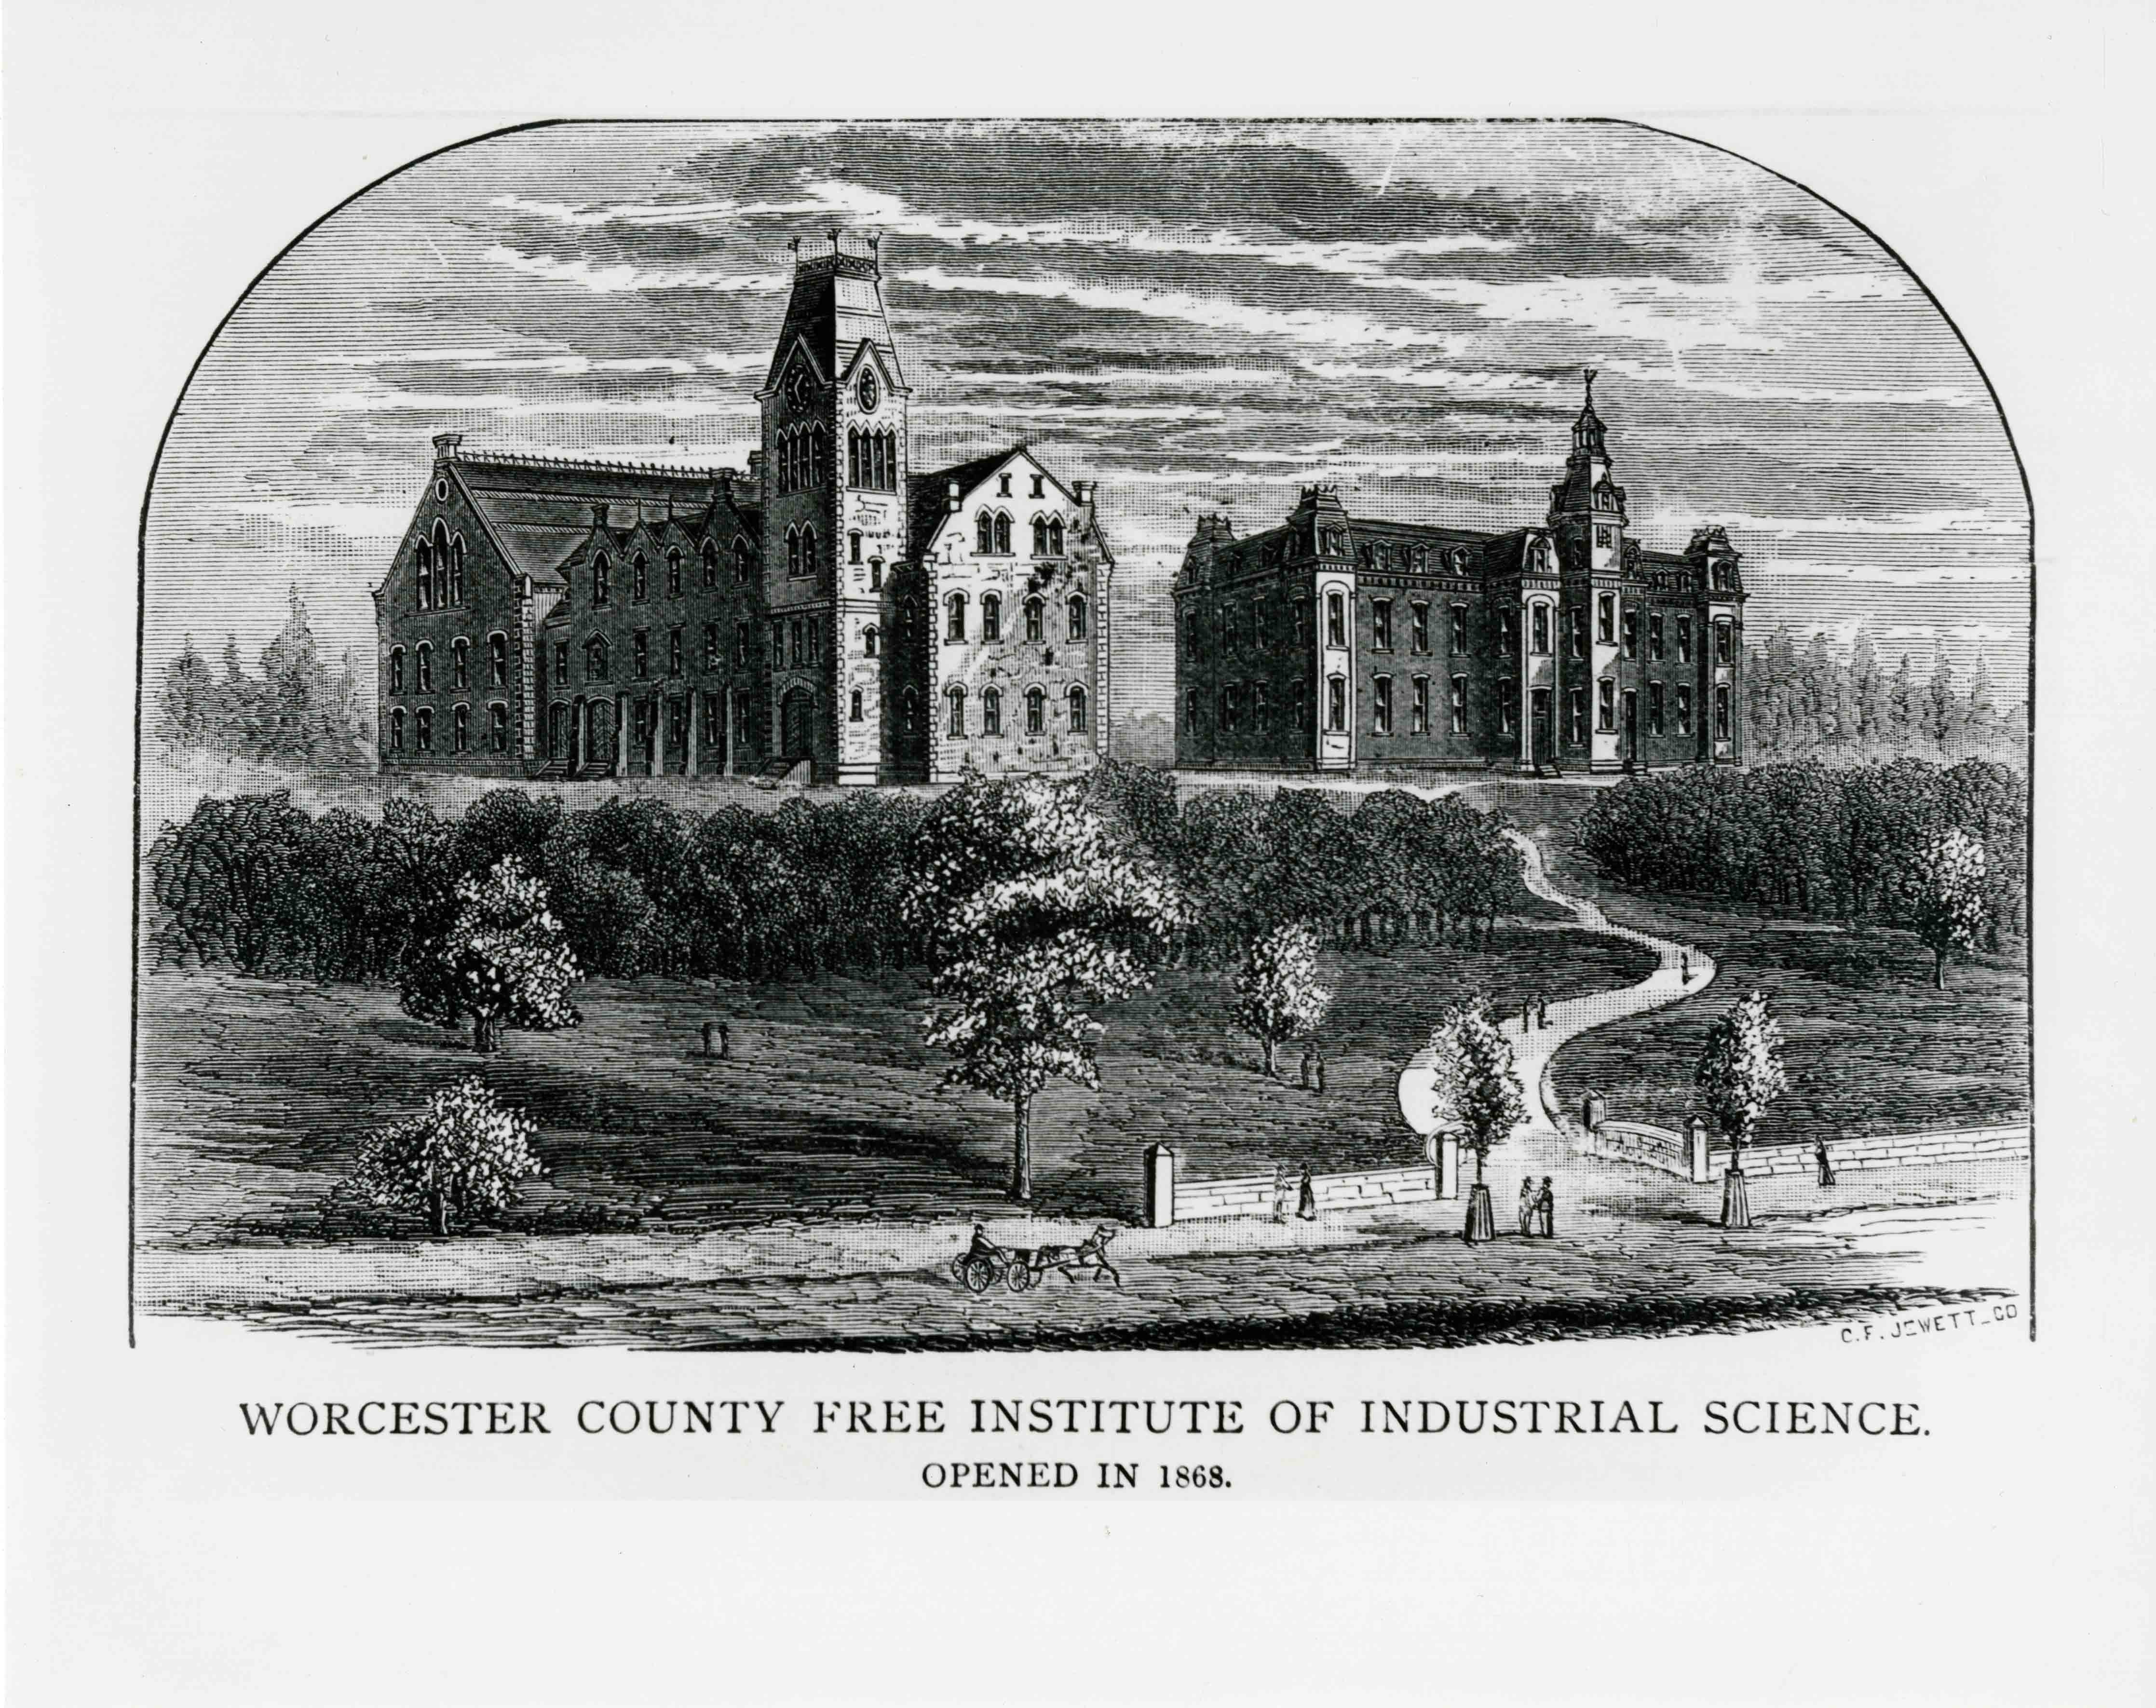 C.F. JEWETT_CO
WORCESTER COUNTY FREE INSTITUTE OF INDUSTRIAL SCIENCE.
OPENED IN 1868.